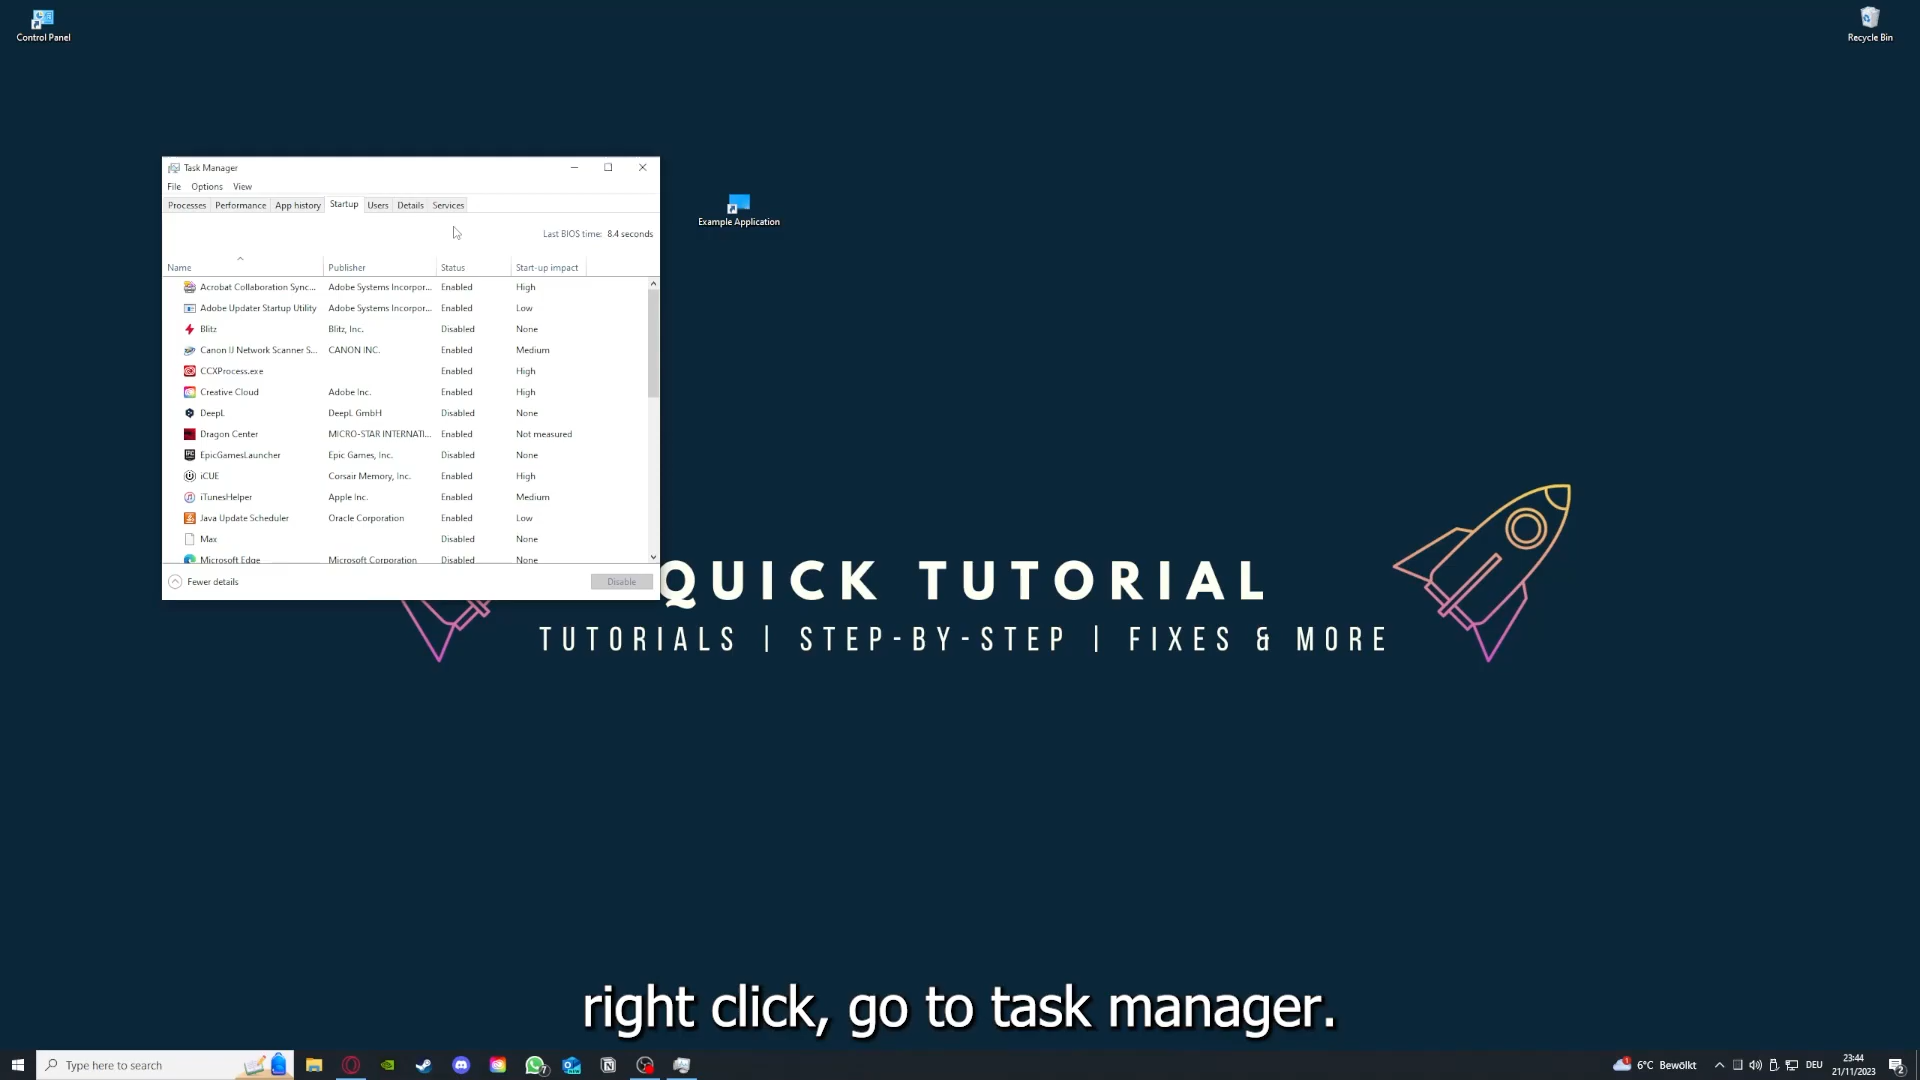 Control Panel
Recycle Bin
Task Manager
File Options View
Processes Performance App history Startup Users Details Services
Example Application
Last BIOS time: 8.4 seconds
Name Publisher Status Start-up impact
Acrobat Collaboration Sync... Adobe Systems Incorpor... Enabled High
Adobe Updater Startup Utility Adobe Systems Incorpor... Enabled Low
Blitz Blitz, Inc. Disabled None
Canon IJ Network Scanner S... CANON INC. Enabled Medium
CCXProcess.exe Enabled High
Creative Cloud Adobe Inc. Enabled High
DeepL DeepL GmbH Disabled None
Dragon Center MICRO-STAR INTERNATI... Enabled Not measured
EpicGamesLauncher Epic Games, Inc. Disabled None
iCUE Corsair Memory, Inc. Enabled High
iTunesHelper Apple Inc. Enabled Medium
Java Update Scheduler Oracle Corporation Enabled Low
Max Disabled None
Microsoft Edge Microsoft Corporation Disabled None
Fewer details Disable
QUICK TUTORIAL
TUTORIALS | STEP-BY-STEP | FIXES & MORE
right click, go to task manager.
Type here to search
7
1
6°C Bewölkt
DEU
23:44
21/11/2023
2